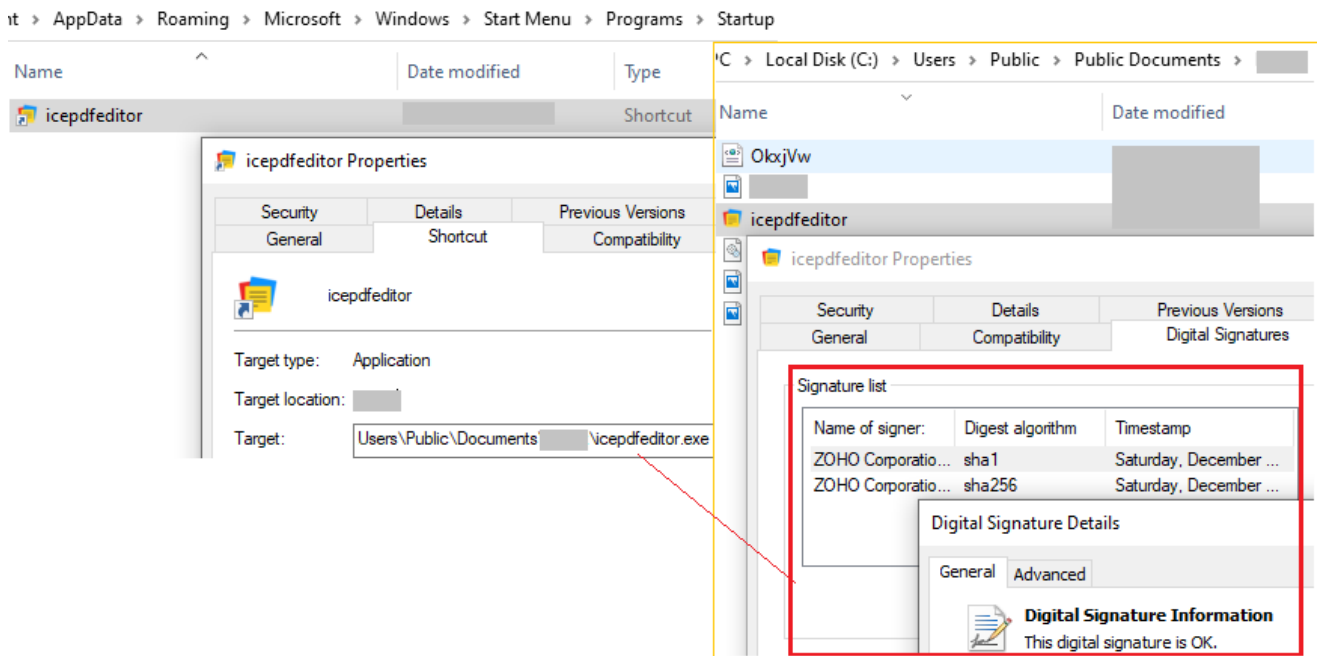 nt > AppData > Roaming > Microsoft > Windows > Start Menu > Programs > Startup
Name Date modified Type
icepdfeditor Shortcut
icepdfeditor Properties
Security Details Previous Versions
General Shortcut Compatibility
icepdfeditor
Target type: Application
Target location:
Target: Users\Public\Documents \icepdfeditor.exe
PC > Local Disk (C:) > Users > Public > Public Documents >
Name Date modified
OkxjVw
icepdfeditor
icepdfeditor Properties
Security Details Previous Versions
General Compatibility Digital Signatures
Signature list
Name of signer: Digest algorithm Timestamp
ZOHO Corporatio... sha1 Saturday, December ...
ZOHO Corporatio... sha256 Saturday, December ...
Digital Signature Details
General Advanced
Digital Signature Information
This digital signature is OK.